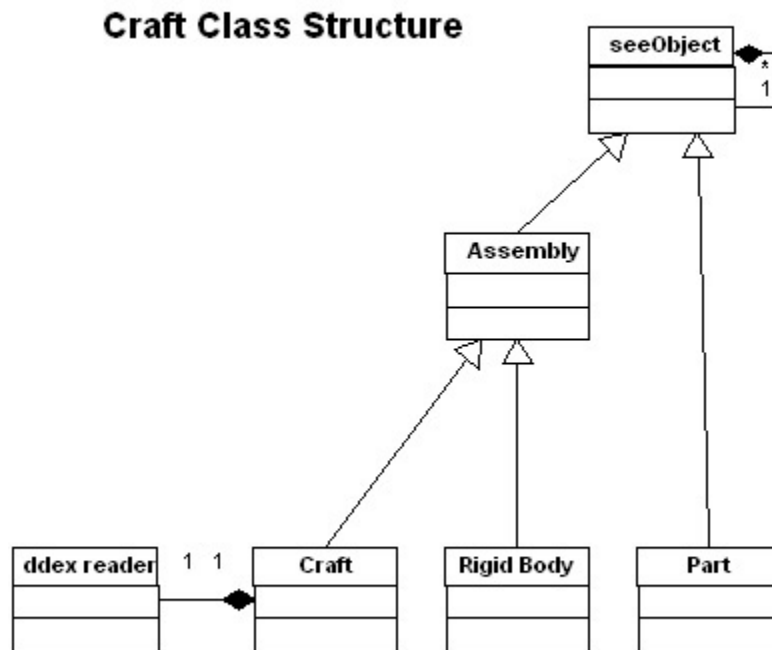 Craft Class Structure
seeObject
*
1
Assembly
ddex reader
1 1
Craft
Rigid Body
Part